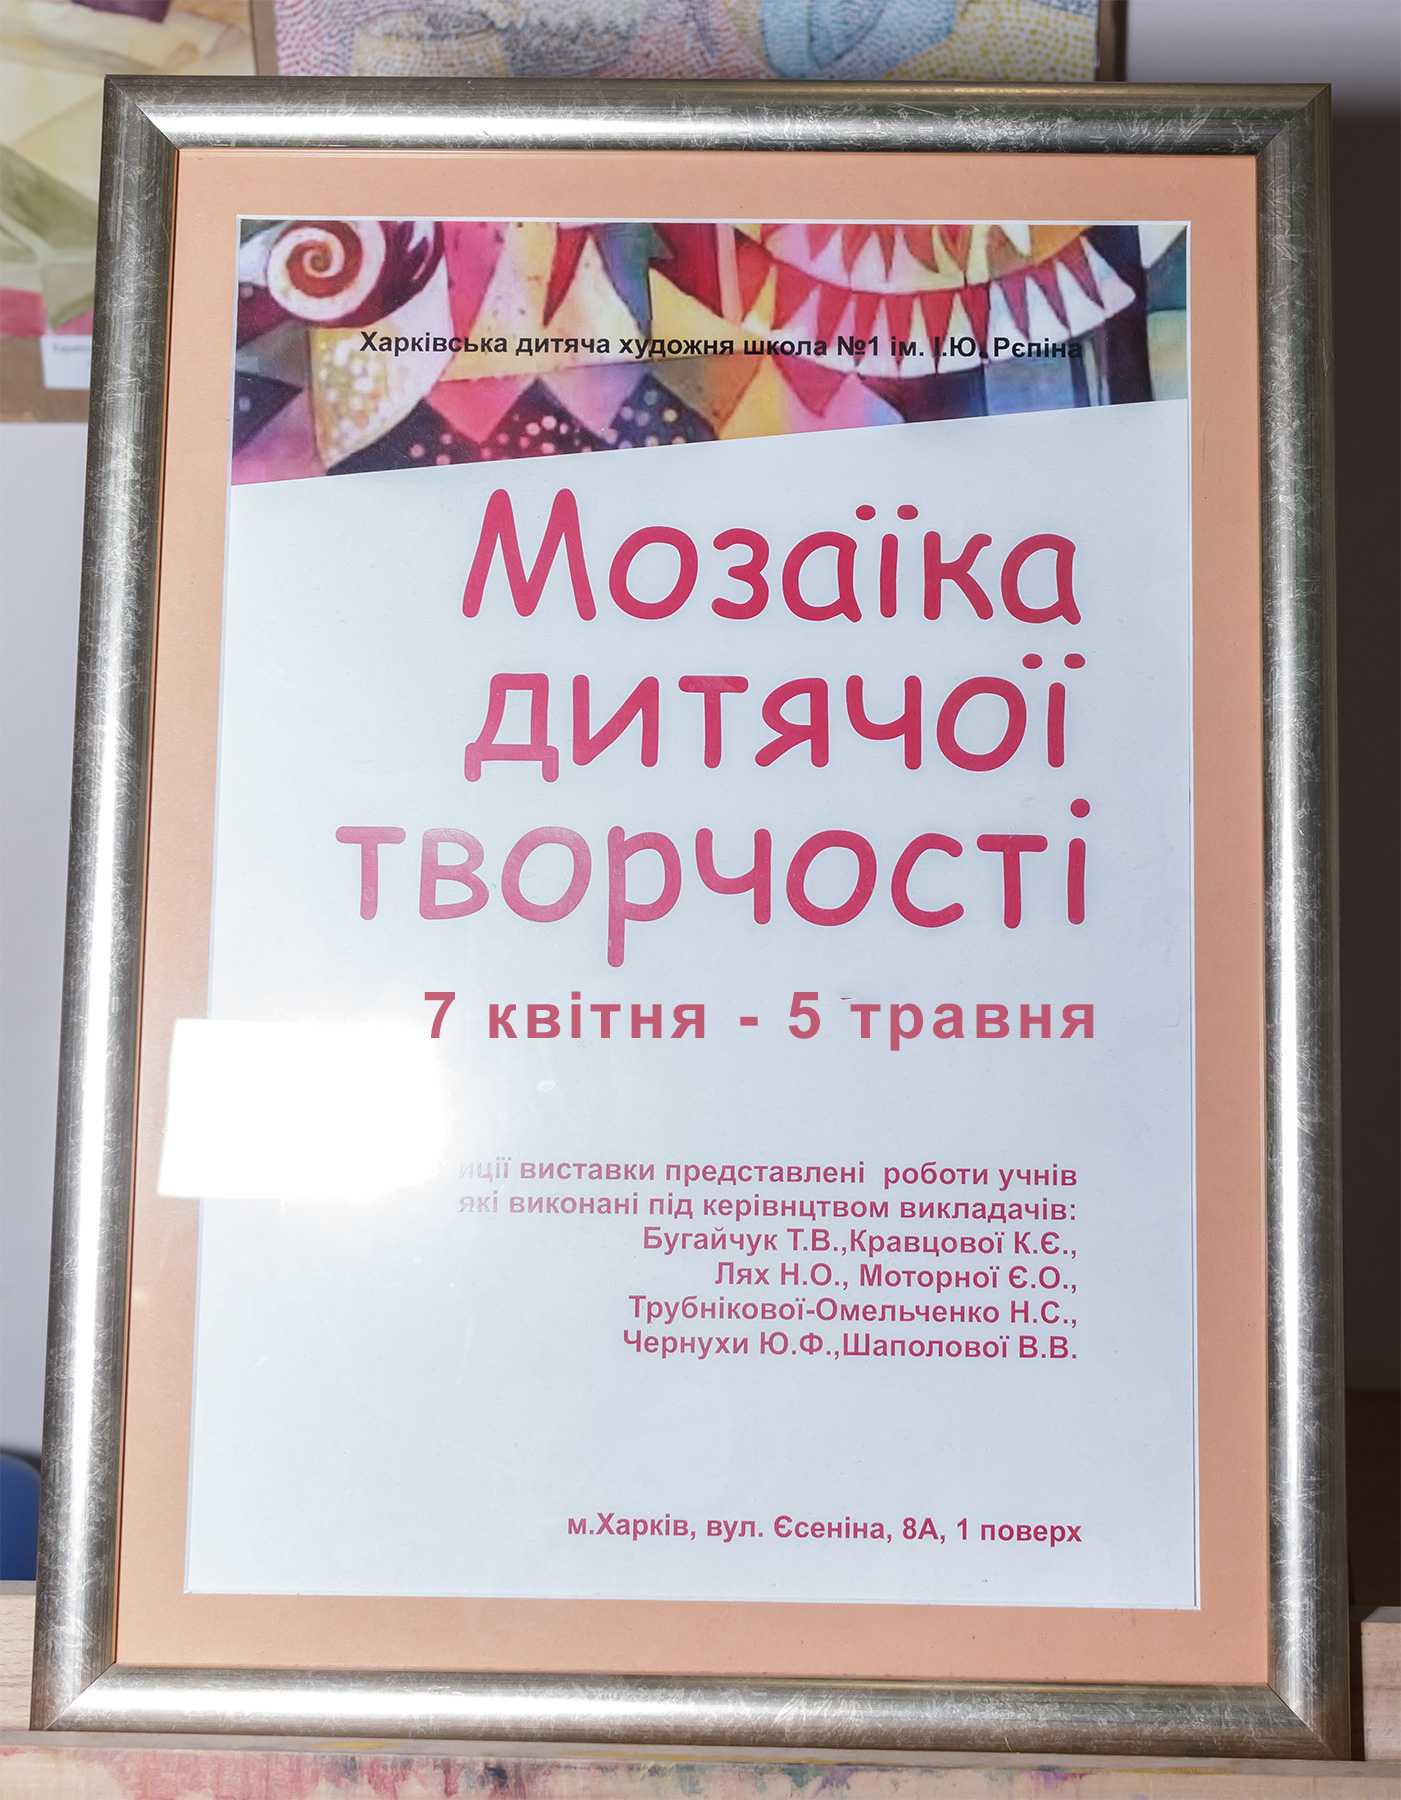 Харківська дитяча художня школа №1 ім. І.Ю. Рєпіна
Мозаїка
дитячої
творчості
7 квітня - 5 травня
виставки представлені роботи учнів
які виконані під керівнцтвом викладачів:
Бугайчук Т.В.,Кравцової К.Є.,
Лях Н.О., Моторної Є.О.,
Трубнікової-Омельченко Н.С.,
Чернухи Ю.Ф.,Шаполової В.В.
м.Харків, вул. Єсеніна, 8А, 1 поверх